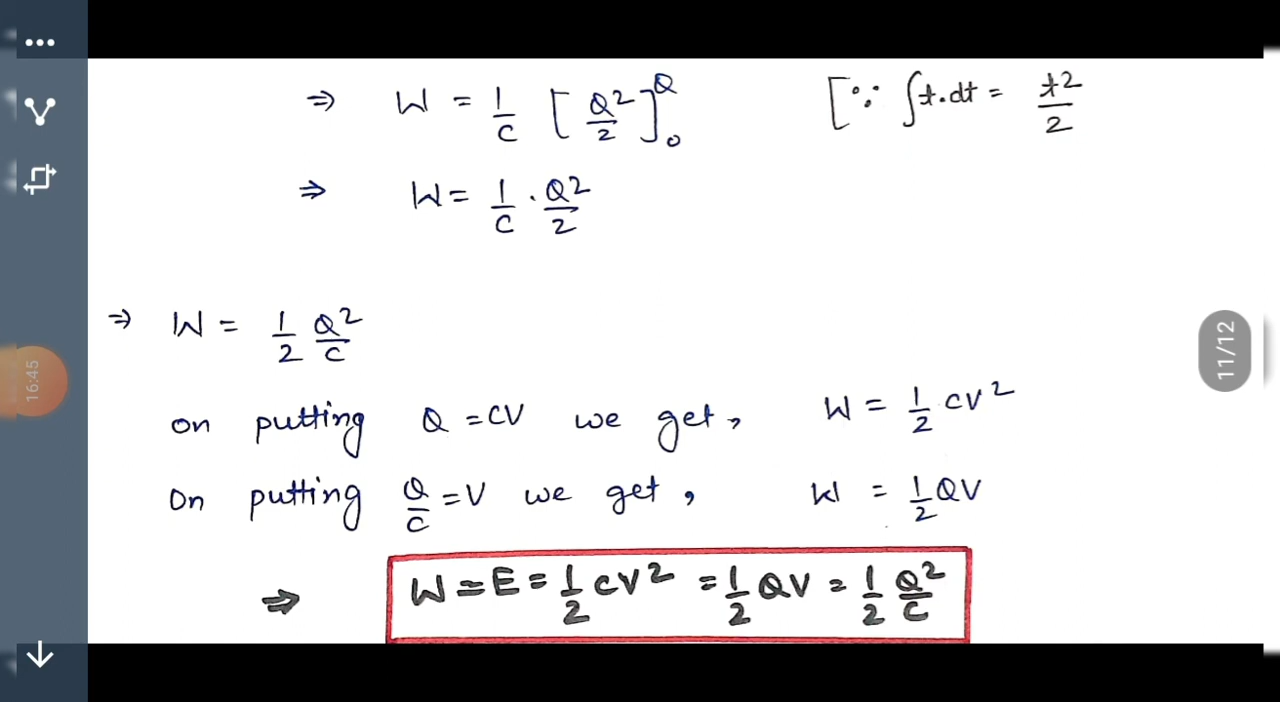 ⇒ W = 1/C [Q²/2]₀^Q [∵ ∫t.dt = t²/2
⇒ W = 1/C · Q²/2
⇒ W = 1/2 Q²/C
on putting Q = CV we get, W = 1/2 CV²
On putting Q/C = V we get, W = 1/2 QV
⇒ W = E = 1/2 CV² = 1/2 QV = 1/2 Q²/C
16:45
11/12